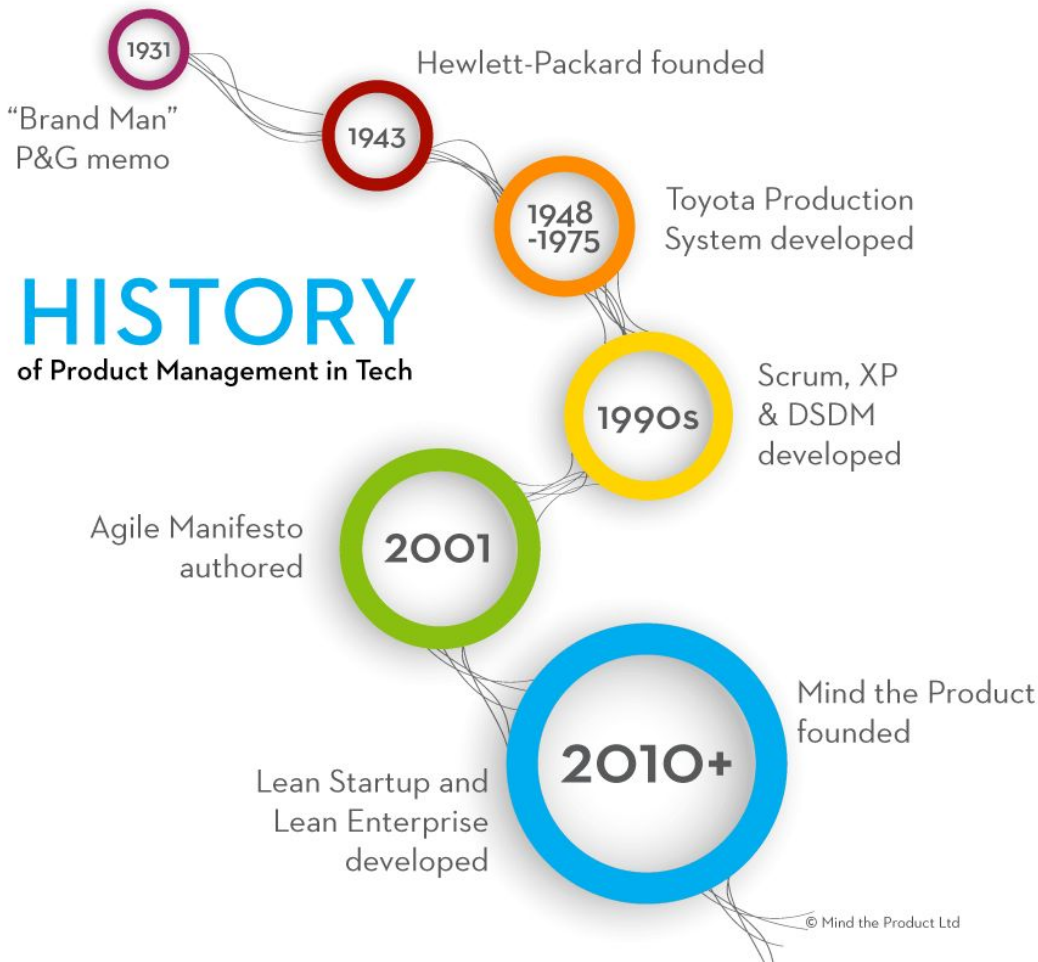 1931
"Brand Man"
P&G memo
Hewlett-Packard founded
1943
1948
-1975
Toyota Production
System developed
HISTORY
of Product Management in Tech
1990s
Scrum, XP
& DSDM
developed
Agile Manifesto
authored
2001
Mind the Product
founded
2010+
Lean Startup and
Lean Enterprise
developed
© Mind the Product Ltd